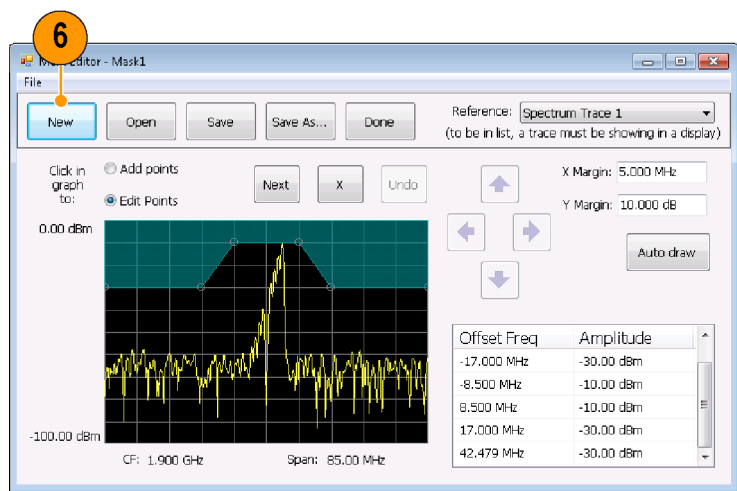 6
Mask Editor - Mask1
File
New Open Save Save As... Done
Reference: Spectrum Trace 1
(to be in list, a trace must be showing in a display)
Click in graph to:
Add points
Edit Points
Next X Undo
X Margin: 5.000 MHz
Y Margin: 10.000 dB
Auto draw
0.00 dBm
-100.00 dBm
CF: 1.900 GHz Span: 85.00 MHz
Offset Freq Amplitude
-17.000 MHz -30.00 dBm
-8.500 MHz -10.00 dBm
8.500 MHz -10.00 dBm
17.000 MHz -30.00 dBm
42.479 MHz -30.00 dBm